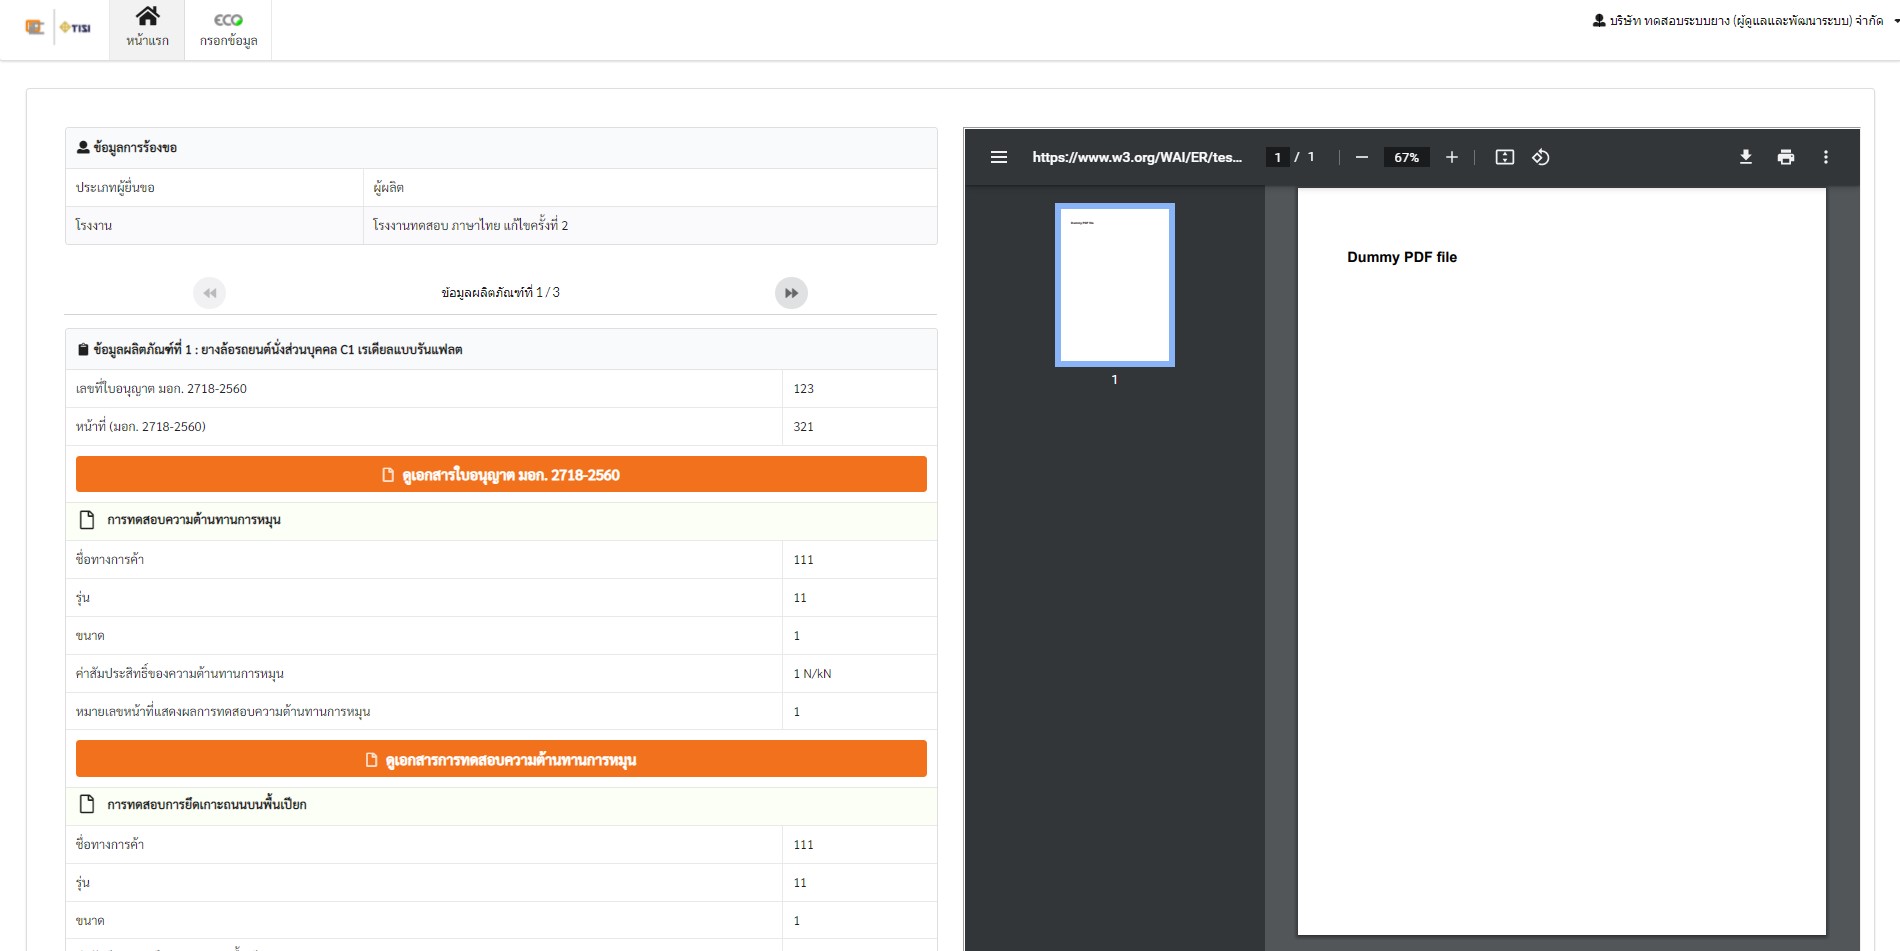 TISI
หน้าแรก
ECO
กรอกข้อมูล
บริษัท ทดสอบระบบยาง (ผู้ดูแลและพัฒนาระบบ) จำกัด
ข้อมูลการร้องขอ
ประเภทผู้ยื่นขอ ผู้ผลิต
โรงงาน โรงงานทดสอบ ภาษาไทย แก้ไขครั้งที่ 2
ข้อมูลผลิตภัณฑ์ที่ 1 / 3
ข้อมูลผลิตภัณฑ์ที่ 1 : ยางล้อรถยนต์นั่งส่วนบุคคล C1 เรเดียลแบบรันแฟลต
เลขที่ใบอนุญาต มอก. 2718-2560 123
หน้าที่ (มอก. 2718-2560) 321
ดูเอกสารใบอนุญาต มอก. 2718-2560
การทดสอบความต้านทานการหมุน
ชื่อทางการค้า 111
รุ่น 11
ขนาด 1
ค่าสัมประสิทธิ์ของความต้านทานการหมุน 1 N/kN
หมายเลขหน้าที่แสดงผลการทดสอบความต้านทานการหมุน 1
ดูเอกสารการทดสอบความต้านทานการหมุน
การทดสอบการยึดเกาะถนนบนพื้นเปียก
ชื่อทางการค้า 111
รุ่น 11
ขนาด 1
https://www.w3.org/WAI/ER/tes... 1 / 1 67%
Dummy PDF file
1
Dummy PDF file